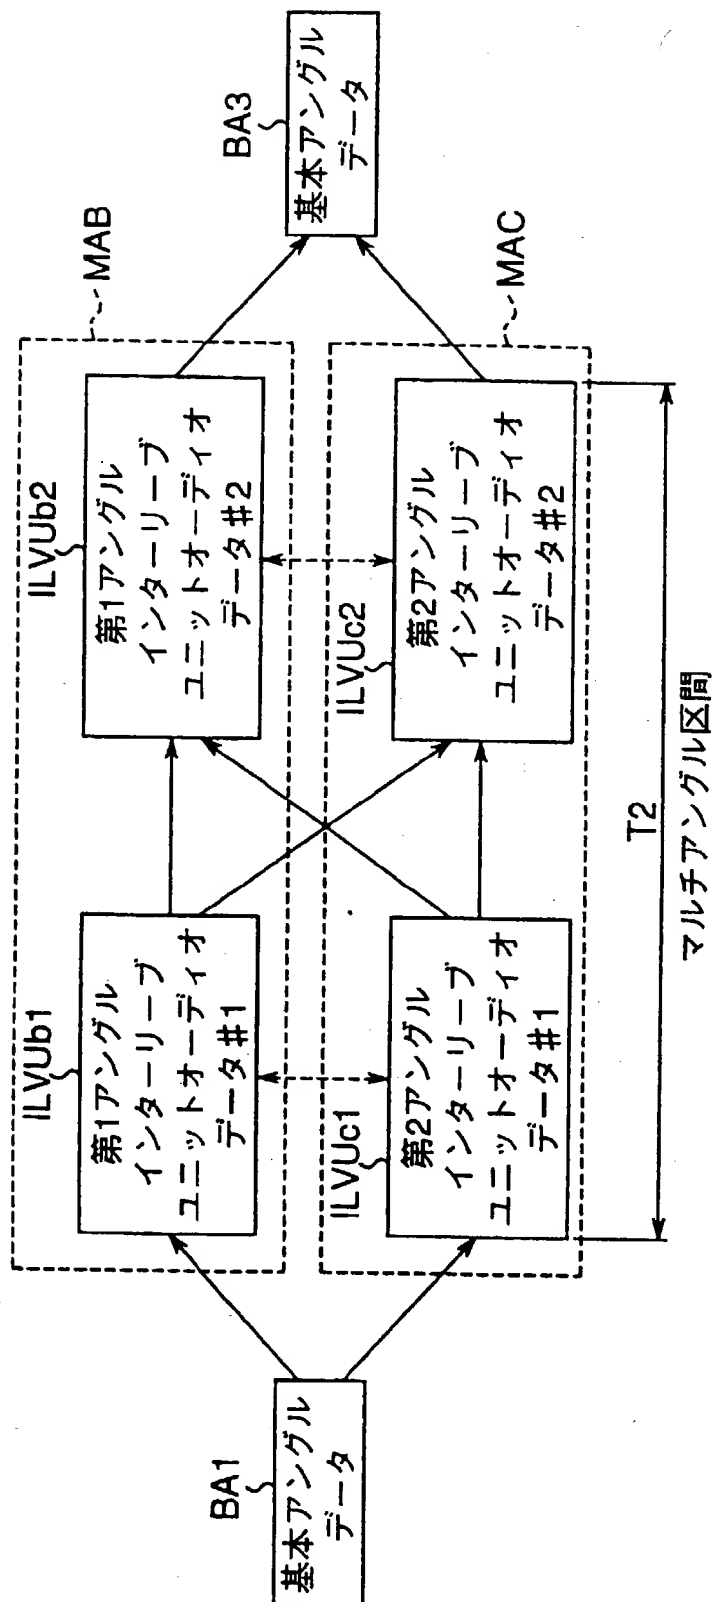 BA1
基本アングル
データ
MAB
ILVUb1
第1アングル
インターリーブ
ユニットオーディオ
データ#1
ILVUb2
第1アングル
インターリーブ
ユニットオーディオ
データ#2
ILVUc1
第2アングル
インターリーブ
ユニットオーディオ
データ#1
ILVUc2
第2アングル
インターリーブ
ユニットオーディオ
データ#2
MAC
BA3
基本アングル
データ
T2
マルチアングル区間